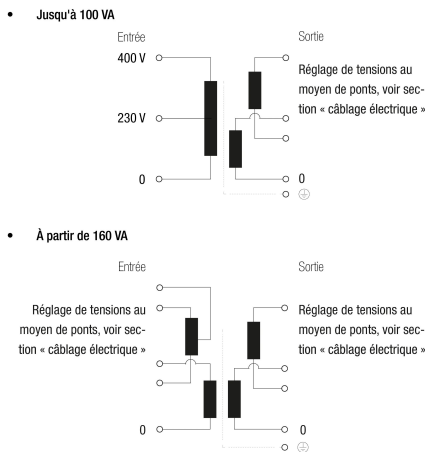 • Jusqu'à 100 VA
Entrée
Sortie
400 V
Réglage de tensions au
moyen de ponts, voir sec-
tion « câblage électrique »
230 V
0
0
• À partir de 160 VA
Entrée
Sortie
Réglage de tensions au
moyen de ponts, voir sec-
tion « câblage électrique »
Réglage de tensions au
moyen de ponts, voir sec-
tion « câblage électrique »
0
0